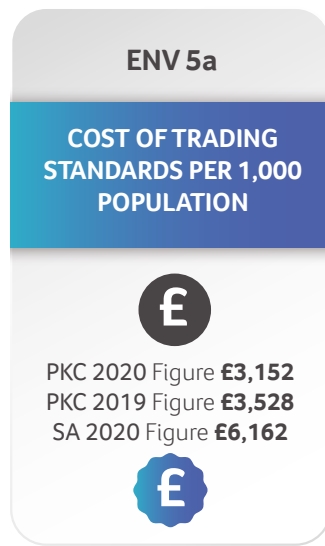 ENV 5a
COST OF TRADING
STANDARDS PER 1,000
POPULATION
£
PKC 2020 Figure £3,152
PKC 2019 Figure £3,528
SA 2020 Figure £6,162
£